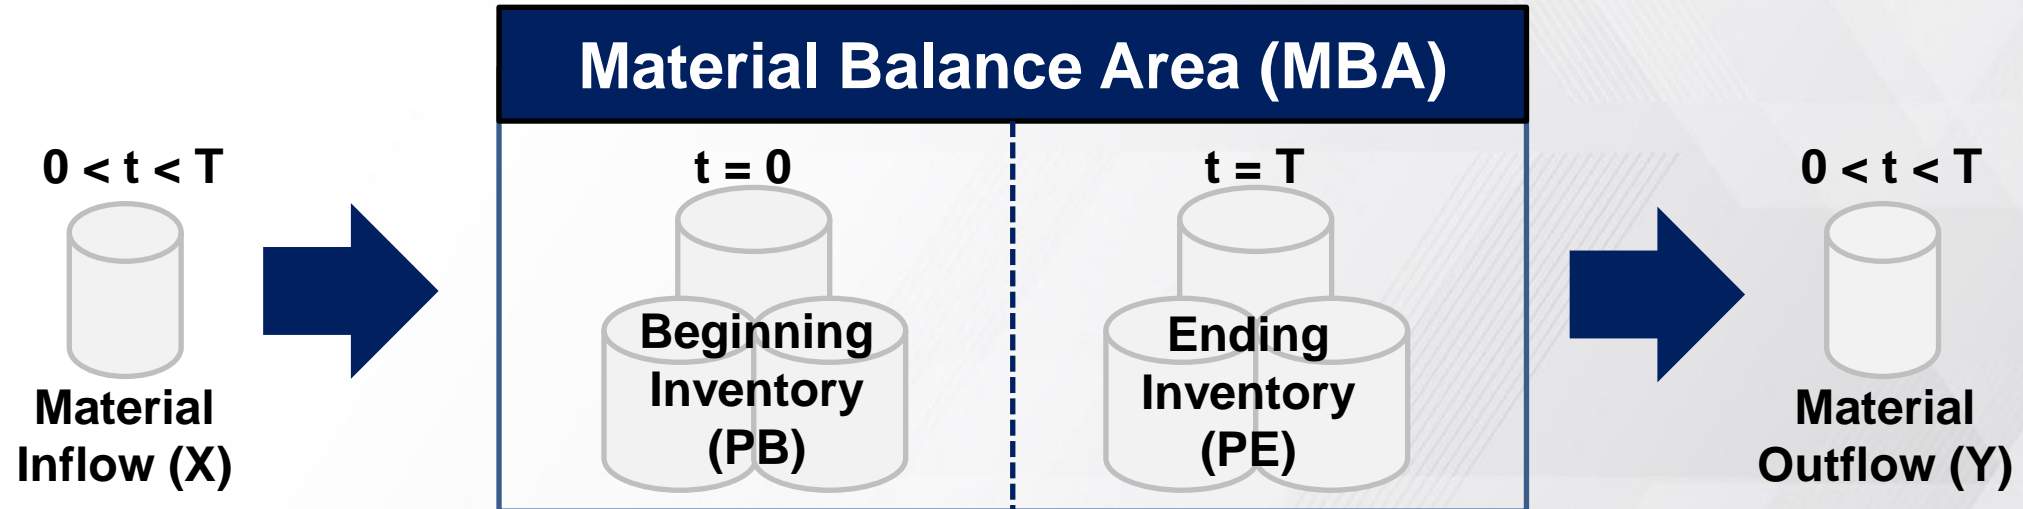 Material Balance Area (MBA)
0 < t < T
Material
Inflow (X)
t = 0
Beginning
Inventory
(PB)
t = T
Ending
Inventory
(PE)
0 < t < T
Material
Outflow (Y)